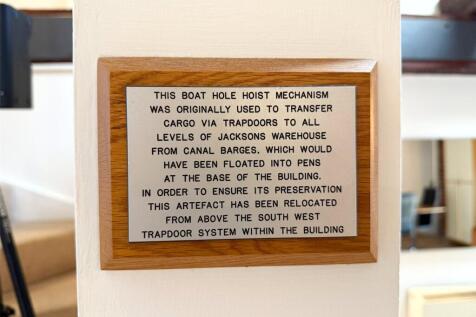 THIS BOAT HOLE HOIST MECHANISM
WAS ORIGINALLY USED TO TRANSFER
CARGO VIA TRAPDOORS TO ALL
LEVELS OF JACKSONS WAREHOUSE
FROM CANAL BARGES, WHICH WOULD
HAVE BEEN FLOATED INTO PENS
AT THE BASE OF THE BUILDING.
IN ORDER TO ENSURE ITS PRESERVATION
THIS ARTEFACT HAS BEEN RELOCATED
FROM ABOVE THE SOUTH WEST
TRAPDOOR SYSTEM WITHIN THE BUILDING